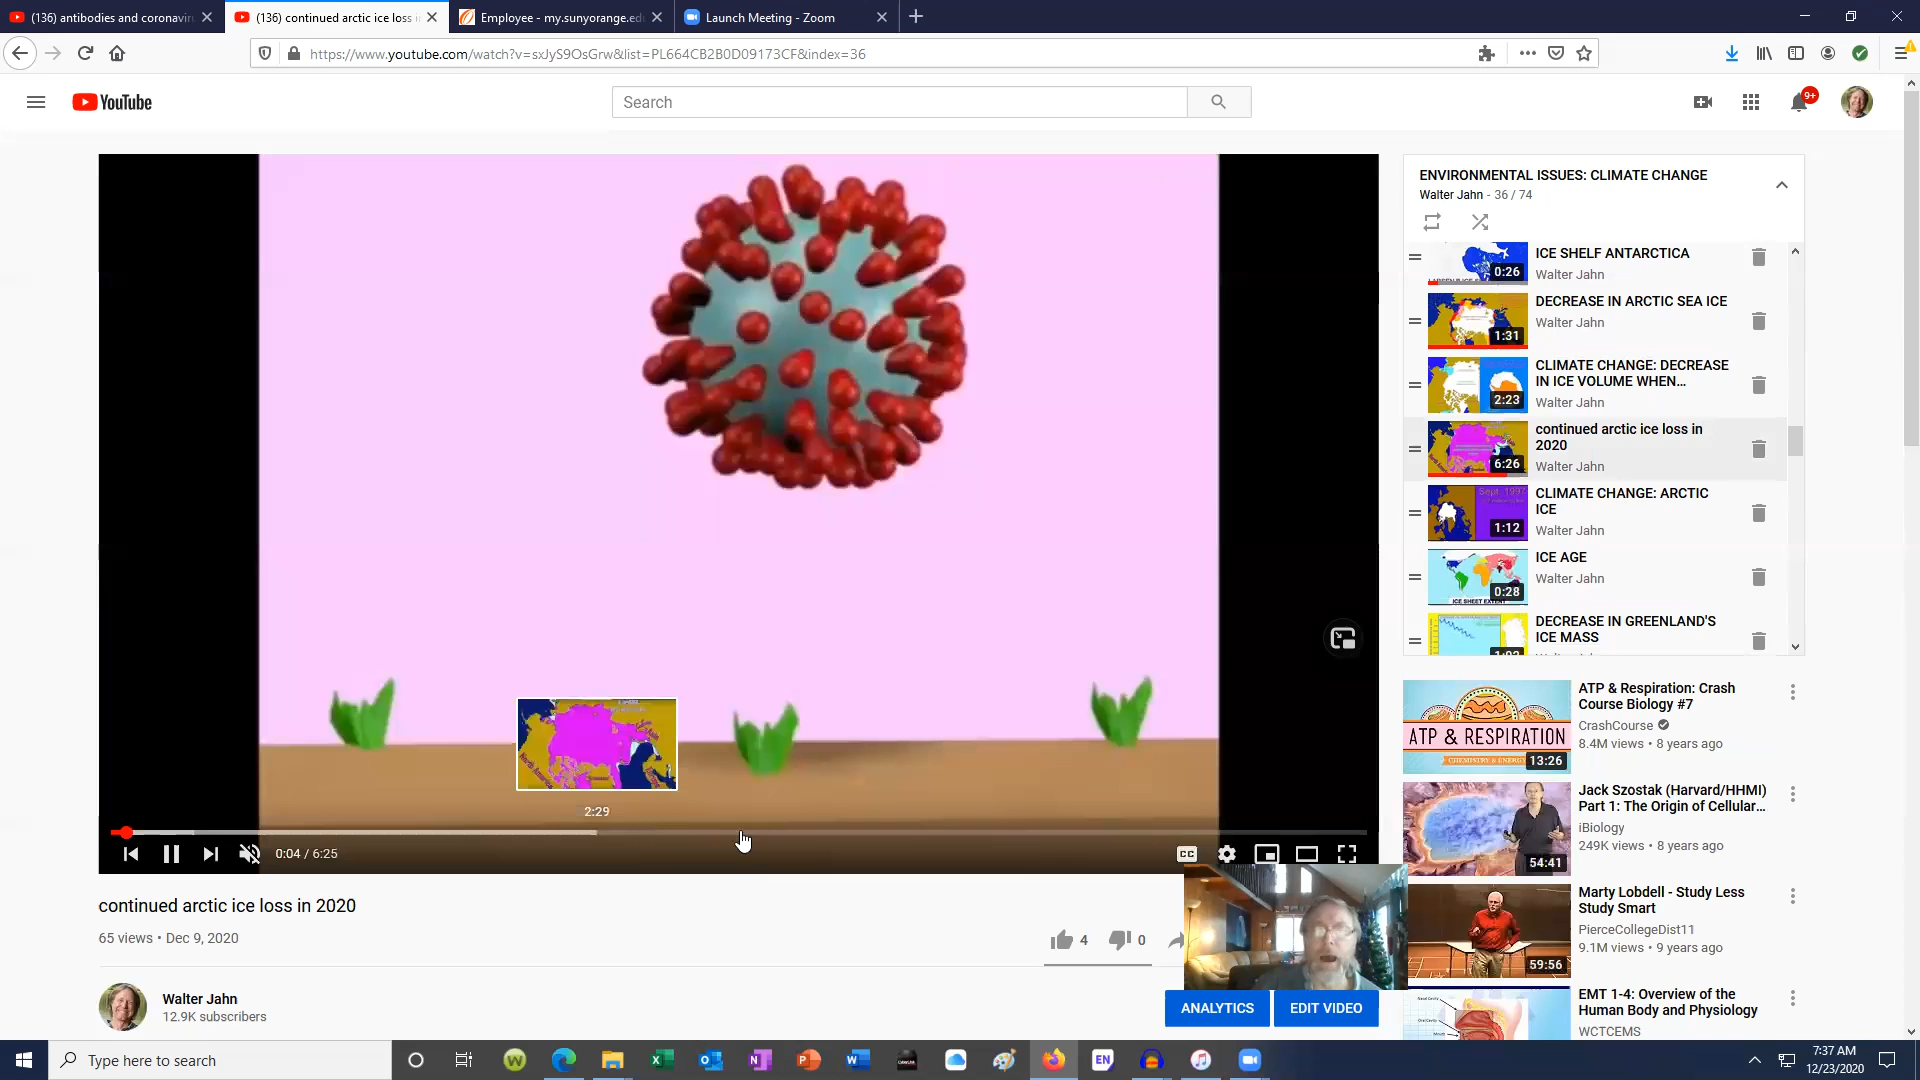 (136) antibodies and coronavir
(136) continued arctic ice loss i
Employee - my.sunyorange.ed
Launch Meeting - Zoom
https://www.youtube.com/watch?v=sxJyS9OsGrw&list=PL664CB2B0D09173CF&index=36
YouTube
Search
9+
ENVIRONMENTAL ISSUES: CLIMATE CHANGE
Walter Jahn - 36 / 74
ICE SHELF ANTARCTICA
Walter Jahn
0:26
DECREASE IN ARCTIC SEA ICE
Walter Jahn
1:31
CLIMATE CHANGE: DECREASE
IN ICE VOLUME WHEN...
Walter Jahn
2:23
continued arctic ice loss in
2020
Walter Jahn
6:26
CLIMATE CHANGE: ARCTIC
ICE
Walter Jahn
Sept. 1997
1:12
ICE AGE
Walter Jahn
0:28
ICE SHEET EXTENT
DECREASE IN GREENLAND'S
ICE MASS
2:29
0:04 / 6:25
CC
ATP & Respiration: Crash
Course Biology #7
CrashCourse
8.4M views • 8 years ago
ATP & RESPIRATION
13:26
Jack Szostak (Harvard/HHMI)
Part 1: The Origin of Cellular...
iBiology
249K views • 8 years ago
54:41
Marty Lobdell - Study Less
Study Smart
PierceCollegeDist11
9.1M views • 9 years ago
59:56
EMT 1-4: Overview of the
Human Body and Physiology
WCTCEMS
continued arctic ice loss in 2020
65 views • Dec 9, 2020
4
0
Walter Jahn
12.9K subscribers
ANALYTICS
EDIT VIDEO
Type here to search
EN
7:37 AM
12/23/2020